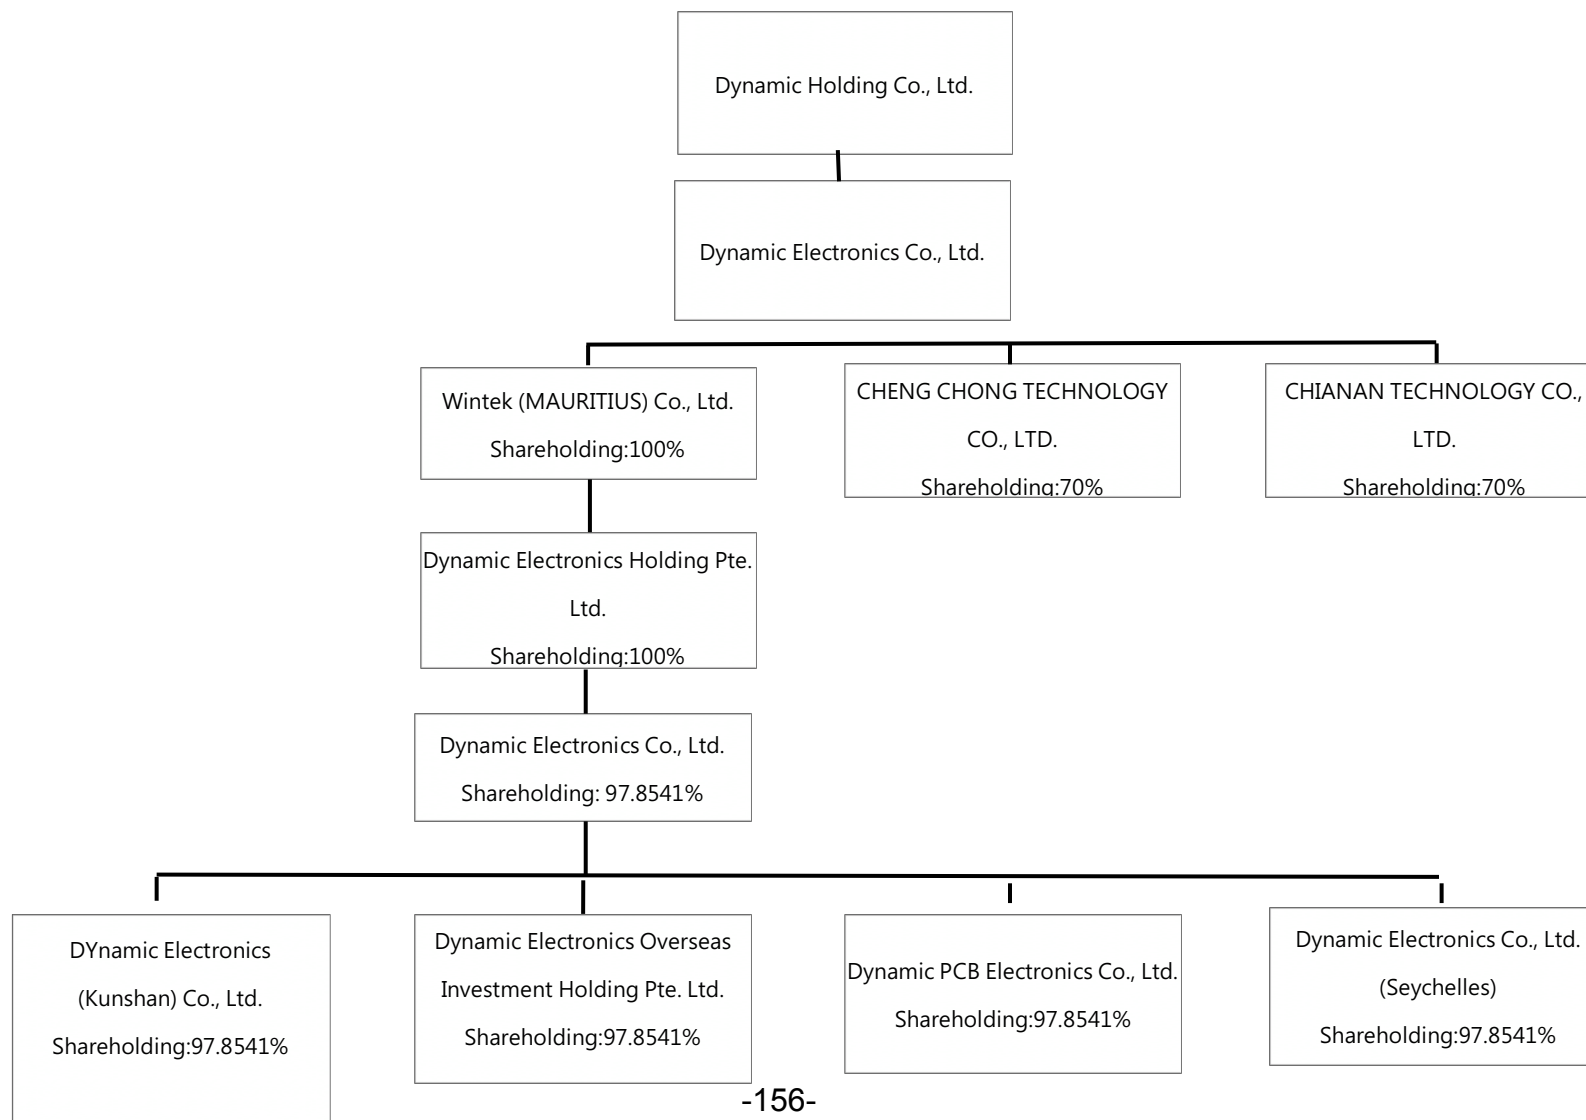 Dynamic Holding Co., Ltd.
Dynamic Electronics Co., Ltd.
Wintek (MAURITIUS) Co., Ltd.
Shareholding:100%
CHENG CHONG TECHNOLOGY
CO., LTD.
Shareholding:70%
CHIANAN TECHNOLOGY CO.,
LTD.
Shareholding:70%
Dynamic Electronics Holding Pte.
Ltd.
Shareholding:100%
Dynamic Electronics Co., Ltd.
Shareholding: 97.8541%
DYnamic Electronics
(Kunshan) Co., Ltd.
Shareholding:97.8541%
Dynamic Electronics Overseas
Investment Holding Pte. Ltd.
Shareholding:97.8541%
Dynamic PCB Electronics Co., Ltd.
Shareholding:97.8541%
Dynamic Electronics Co., Ltd.
(Seychelles)
Shareholding:97.8541%
-156-